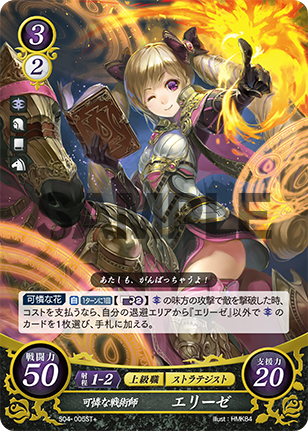 3
2
SAMPLE
あたしも、がんばっちゃうよ!
可憐な花 自 1ターンに1回 2 の味方の攻撃で敵を撃破した時、
コストを支払うなら、自分の退避エリアから『エリーゼ』以外で の
カードを1枚選び、手札に加える。
戦闘力
50
射程 1-2
上級職 ストラテジスト
支援力
20
可憐な戦術師 エリーゼ
S04-005ST+
illust:HMK84